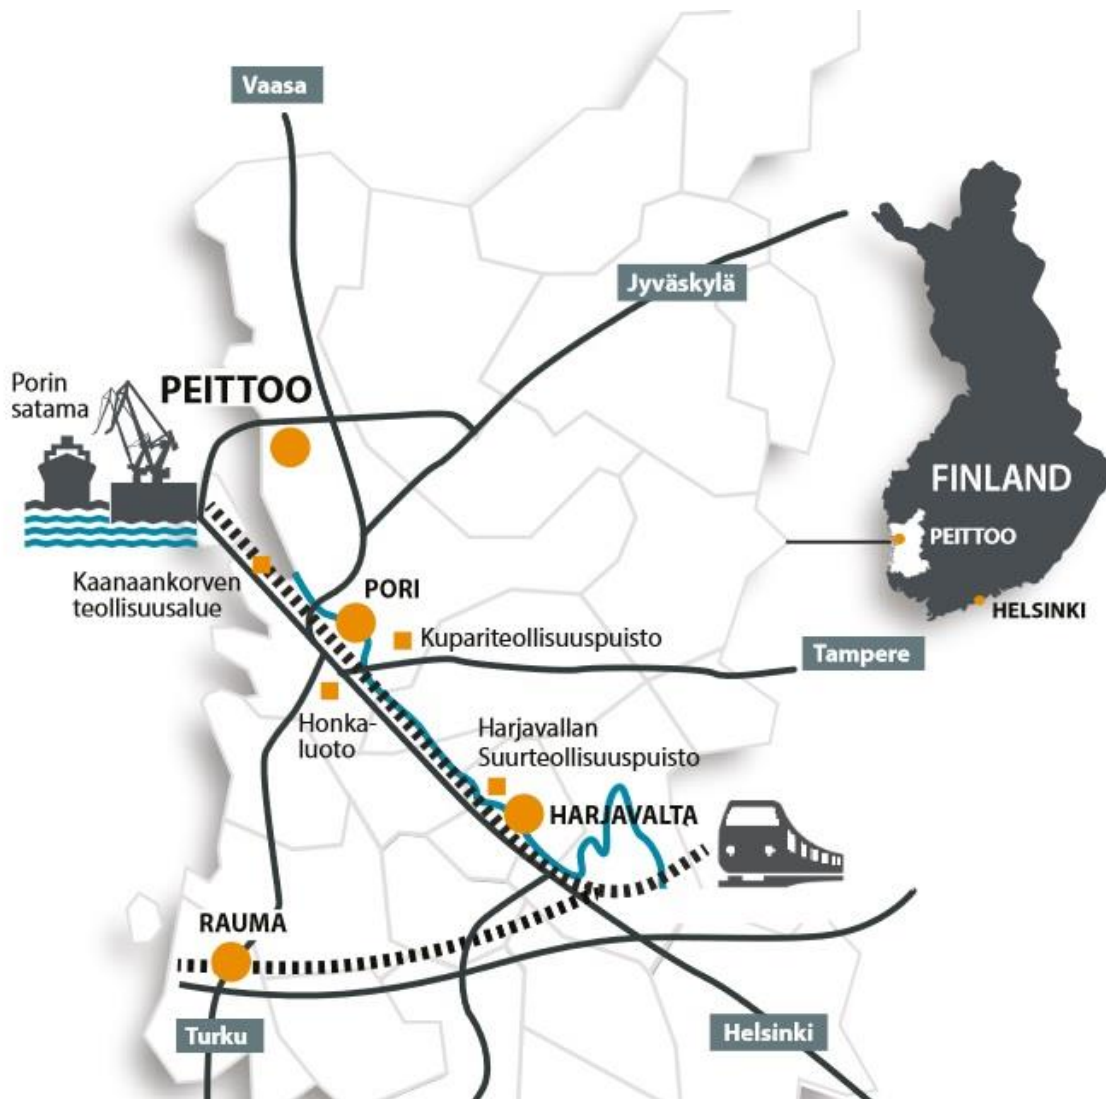 Vaasa
Jyväskylä
Porin
satama
PEITTOO
FINLAND
PEITTOO
HELSINKI
Kaanaankorven
teollisuusalue
PORI
Kupariteollisuuspuisto
Tampere
Honka-
luoto
Harjavallan
Suurteollisuuspuisto
HARJAVALTA
RAUMA
Turku
Helsinki